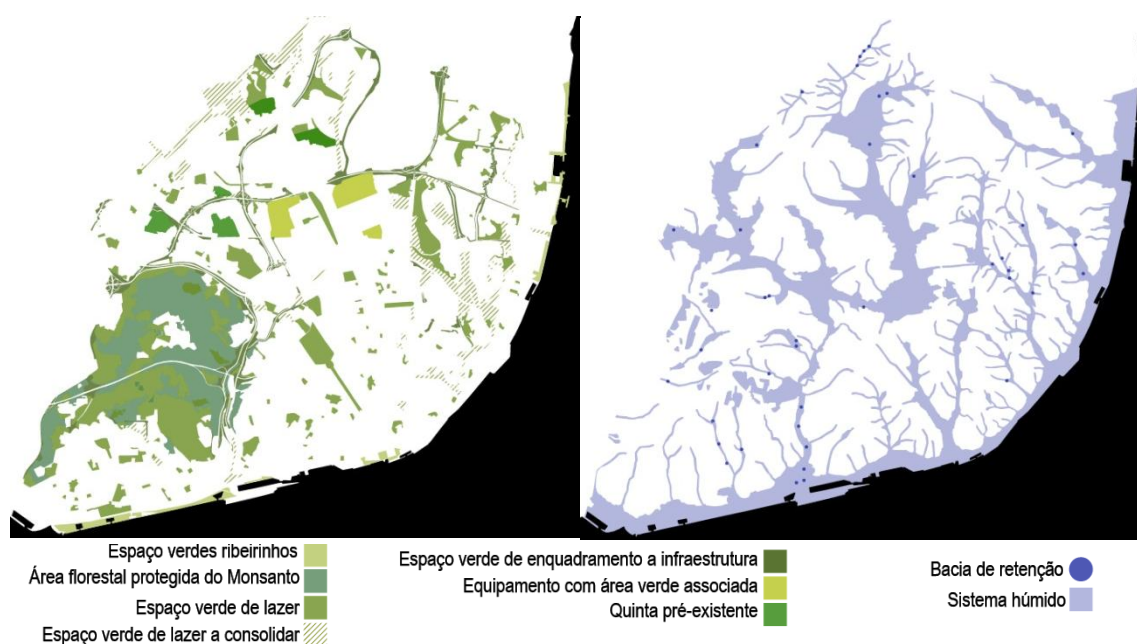 Espaço verdes ribeirinhos
Área florestal protegida do Monsanto
Espaço verde de lazer
Espaço verde de lazer a consolidar
Espaço verde de enquadramento a infraestrutura
Equipamento com área verde associada
Quinta pré-existente
Bacia de retenção
Sistema húmido